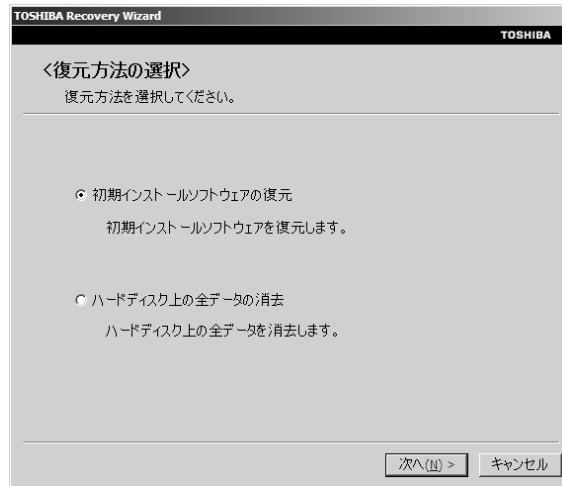 TOSHIBA Recovery Wizard
TOSHIBA
<復元方法の選択>
復元方法を選択してください。
初期インストールソフトウェアの復元
初期インストールソフトウェアを復元します。
ハードディスク上の全データの消去
ハードディスク上の全データを消去します。
次へ(N) >
キャンセル